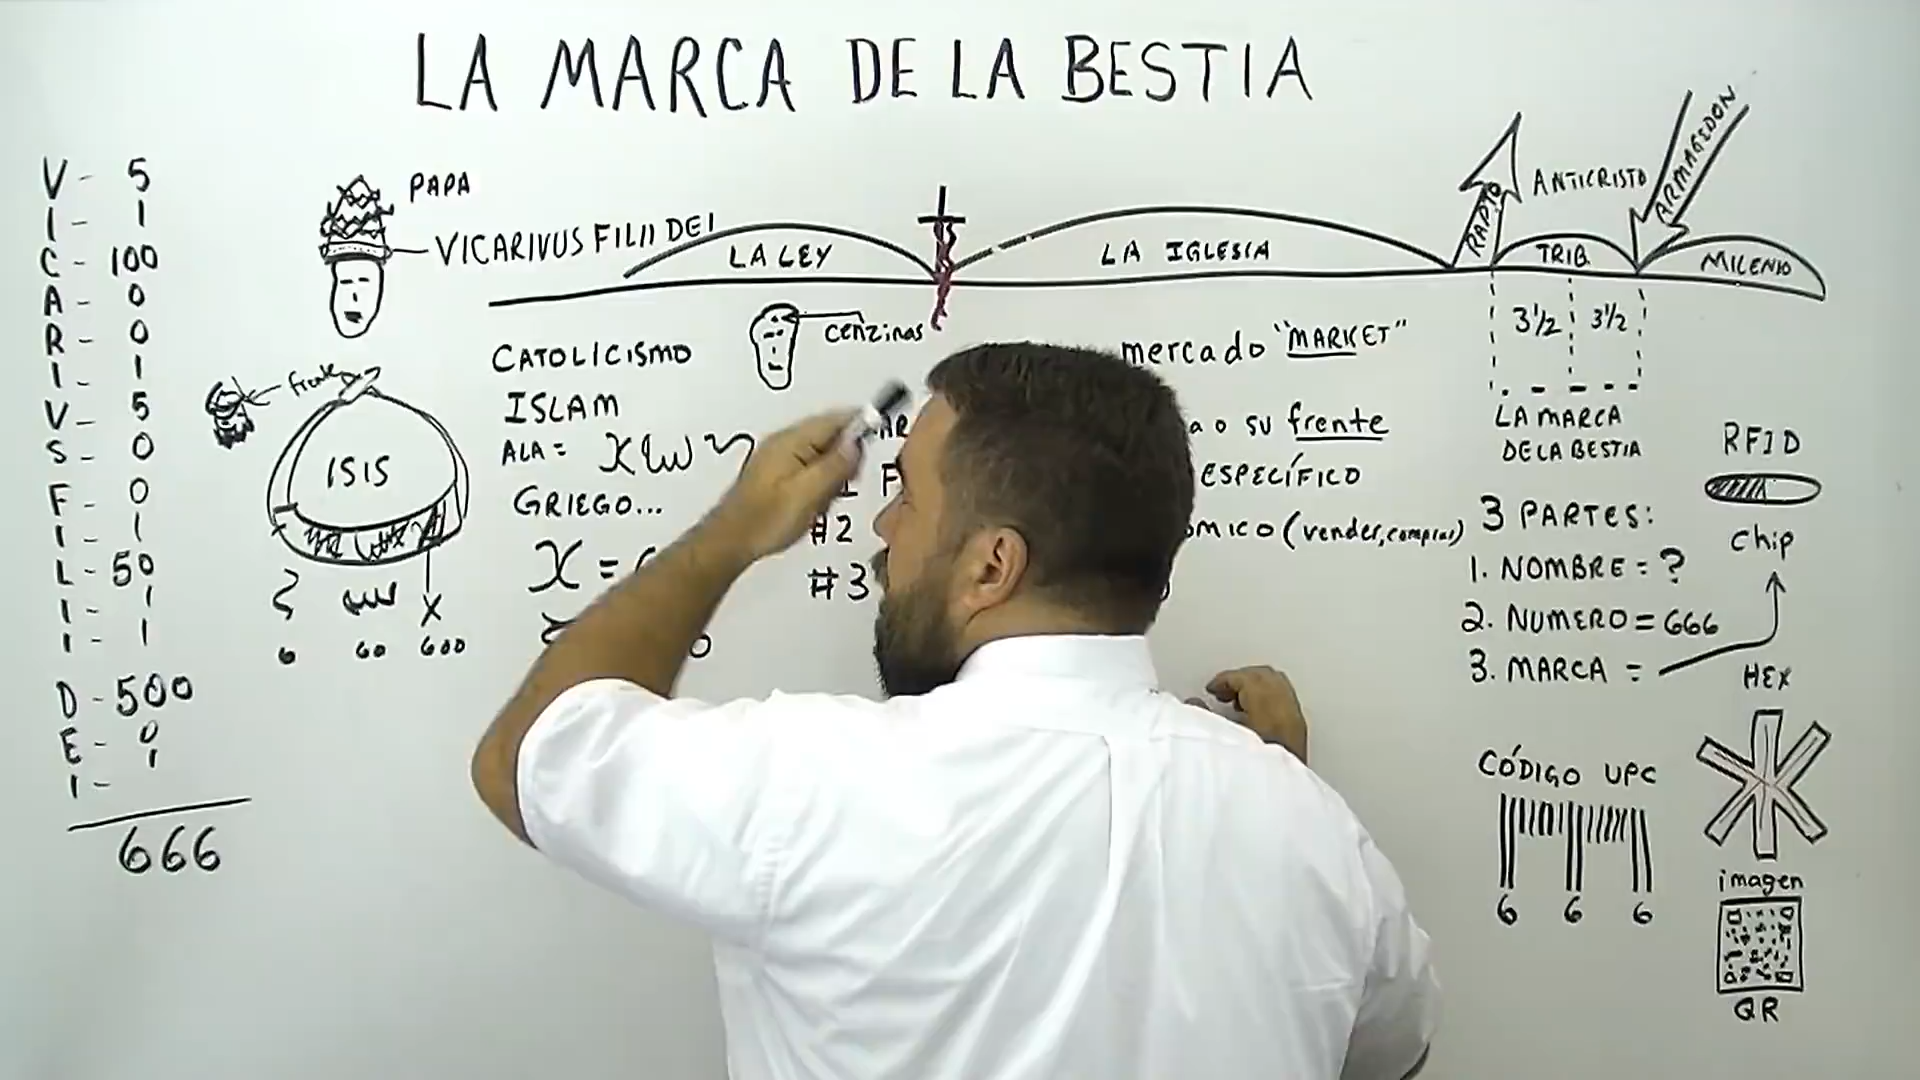 LA MARCA DE LA BESTIA
V - 5
I - 1
C - 100
A - 0
R - 0
I - 1
V - 5
S - 0
F - 0
I - 1
L - 50
I - 1
I - 1
D - 500
E - 0
I - 1
666
PAPA
VICARIVUS FILII DEI
frente
ISIS
X
6 60 600
LA LEY
LA IGLESIA
RAPTO
ANTICRISTO
ARMAGEDON
TRIB.
MILENIO
3½ 3½
CATOLICISMO
ISLAM
ALA =
GRIEGO...
X =
cenzinas
mercado "MARKET"
o su frente
ESPECÍFICO
#2
(vender, comprar)
#3
LA MARCA
DE LA BESTIA
3 PARTES:
1. NOMBRE = ?
2. NUMERO = 666
3. MARCA =
RFID
chip
HEX
CÓDIGO UPC
6 6 6
imagen
QR